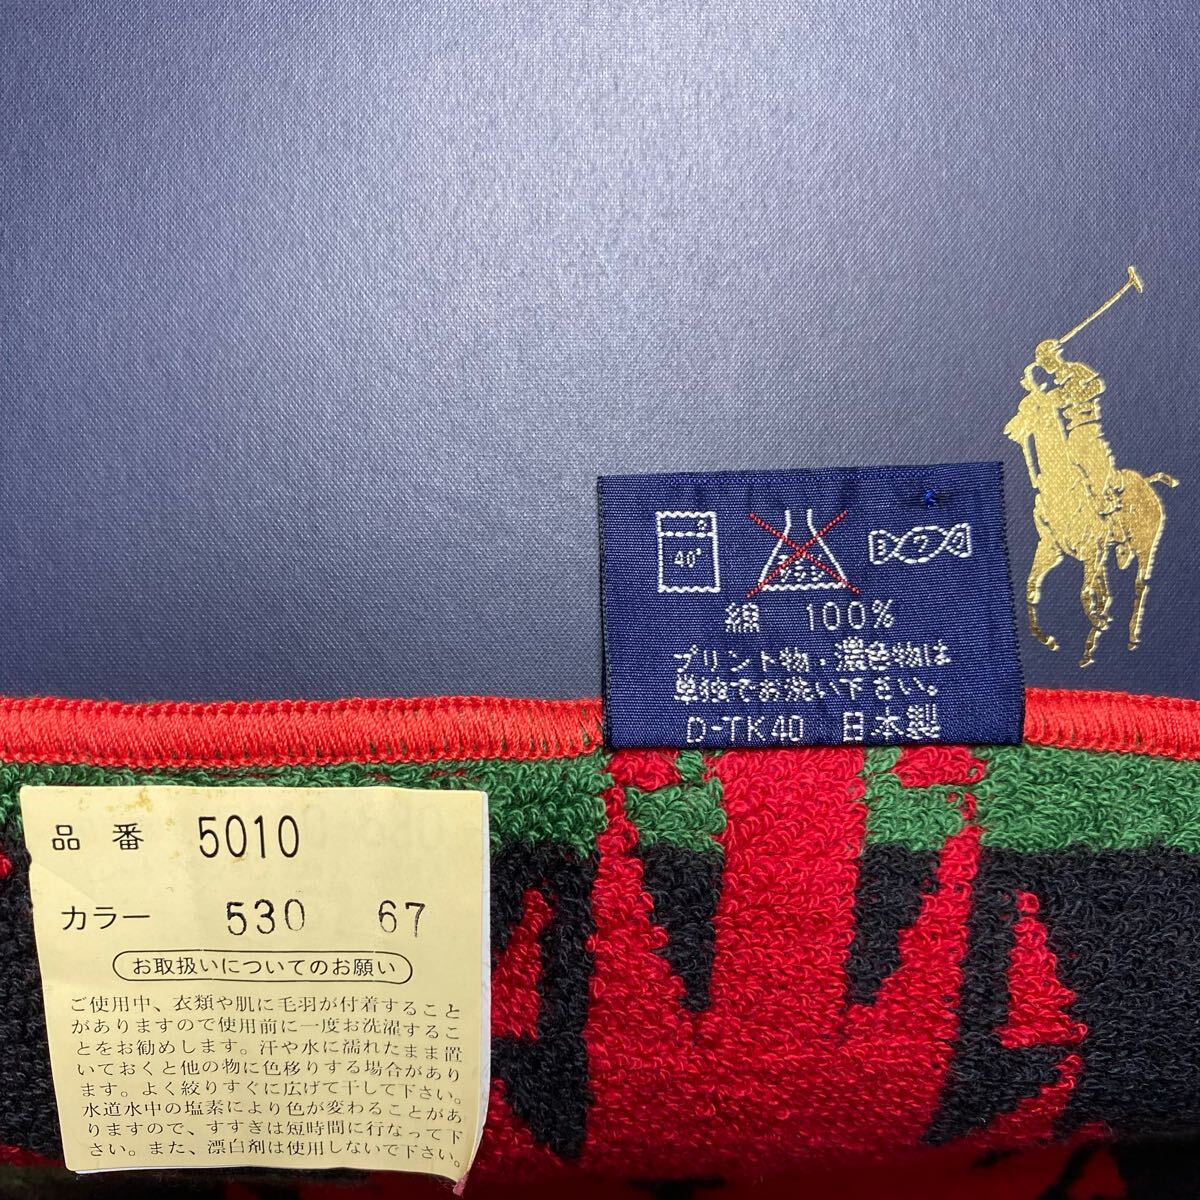 40°
綿 100%
プリント物・濃色物は
単独でお洗い下さい。
D-TK40 日本製
品番 5010
カラー 530 67
お取扱いについてのお願い
ご使用中、衣類や肌に毛羽が付着すること
がありますので使用前に一度お洗濯するこ
とをお勧めします。汗や水に濡れたまま置
いておくと他の物に色移りする場合があり
ます。よく絞りすぐに広げて干して下さい。
水道水中の塩素により色が変わることがあ
りますので、すすぎは短時間に行なって下
さい。また、漂白剤は使用しないで下さい。